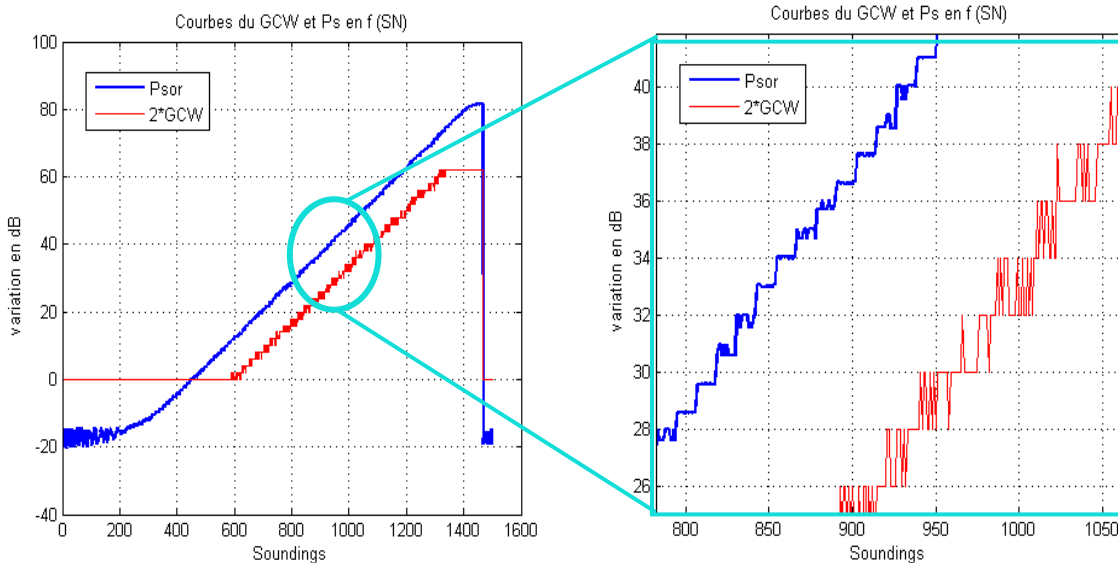 Courbes du GCW et Ps en f (SN)
100
80
60
40
20
0
-20
-40
variation en dB
Psor
2*GCW
0 200 400 600 800 1000 1200 1400 1600
Soundings
Courbes du GCW et Ps en f (SN)
40
38
36
34
32
30
28
26
variation en dB
Psor
2*GCW
800 850 900 950 1000 1050
Soundings